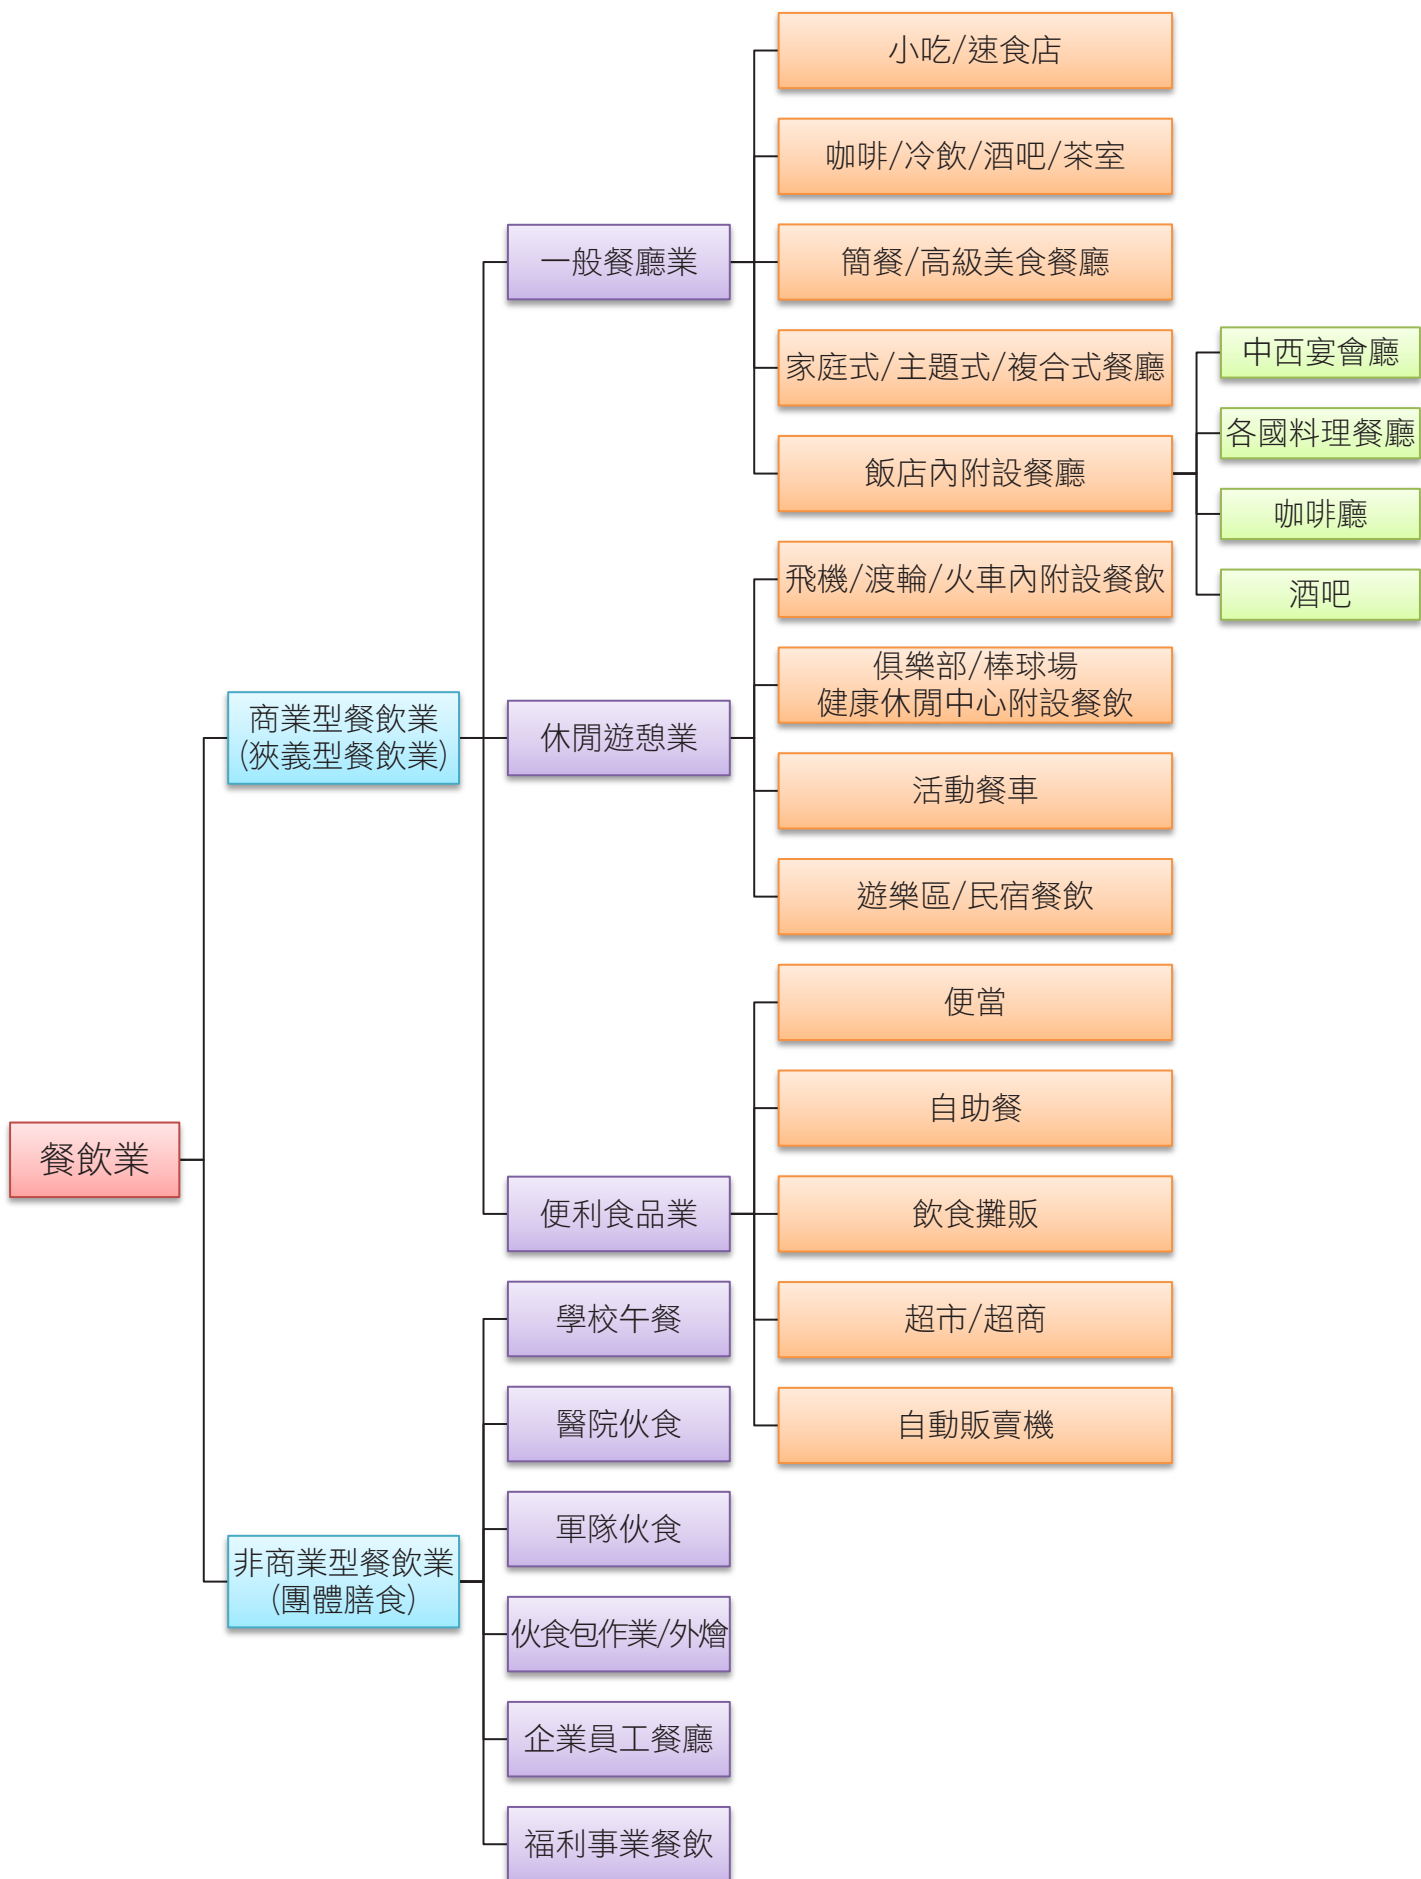 餐飲業
商業型餐飲業
(狹義型餐飲業)
一般餐廳業
小吃/速食店
咖啡/冷飲/酒吧/茶室
簡餐/高級美食餐廳
家庭式/主題式/複合式餐廳
飯店內附設餐廳
中西宴會廳
各國料理餐廳
咖啡廳
酒吧
休閒遊憩業
飛機/渡輪/火車內附設餐飲
俱樂部/棒球場
健康休閒中心附設餐飲
活動餐車
遊樂區/民宿餐飲
便利食品業
便當
自助餐
飲食攤販
超市/超商
自動販賣機
非商業型餐飲業
(團體膳食)
學校午餐
醫院伙食
軍隊伙食
伙食包作業/外燴
企業員工餐廳
福利事業餐飲